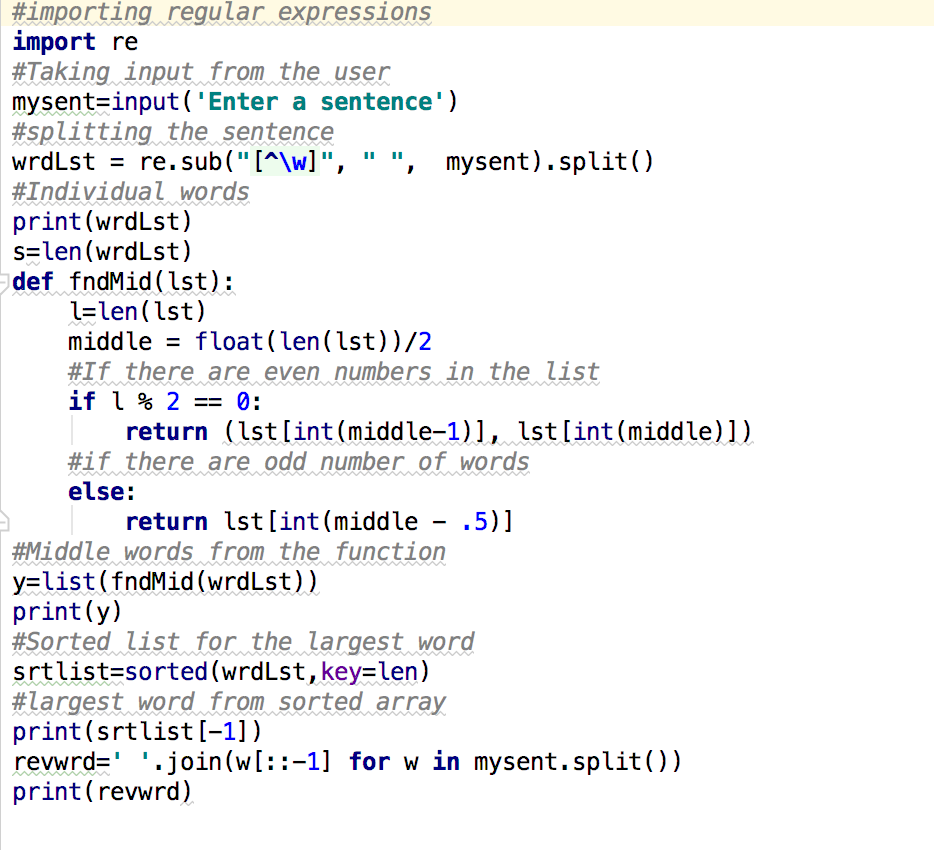 #importing regular expressions
import re
#Taking input from the user
mysent=input('Enter a sentence')
#splitting the sentence
wrdLst = re.sub("[^\w]", " ",  mysent).split()
#Individual words
print(wrdLst)
s=len(wrdLst)
def fndMid(lst):
    l=len(lst)
    middle = float(len(lst))/2
    #If there are even numbers in the list
    if l % 2 == 0:
        return (lst[int(middle-1)], lst[int(middle)])
    #if there are odd number of words
    else:
        return lst[int(middle - .5)]
#Middle words from the function
y=list(fndMid(wrdLst))
print(y)
#Sorted list for the largest word
srtlist=sorted(wrdLst,key=len)
#largest word from sorted array
print(srtlist[-1])
revwrd=' '.join(w[::-1] for w in mysent.split())
print(revwrd)